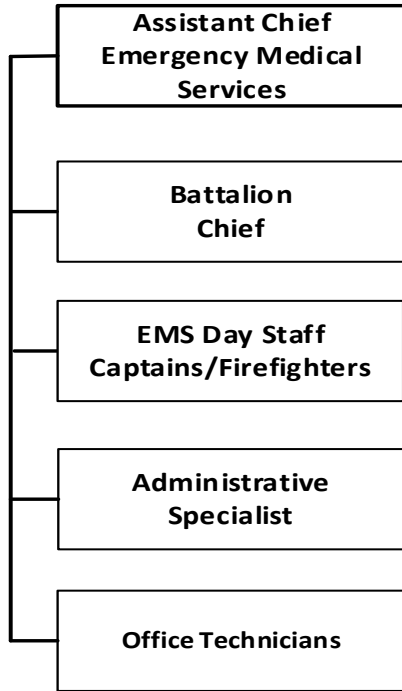 Assistant Chief
Emergency Medical
Services
Battalion
Chief
EMS Day Staff
Captains/Firefighters
Administrative
Specialist
Office Technicians